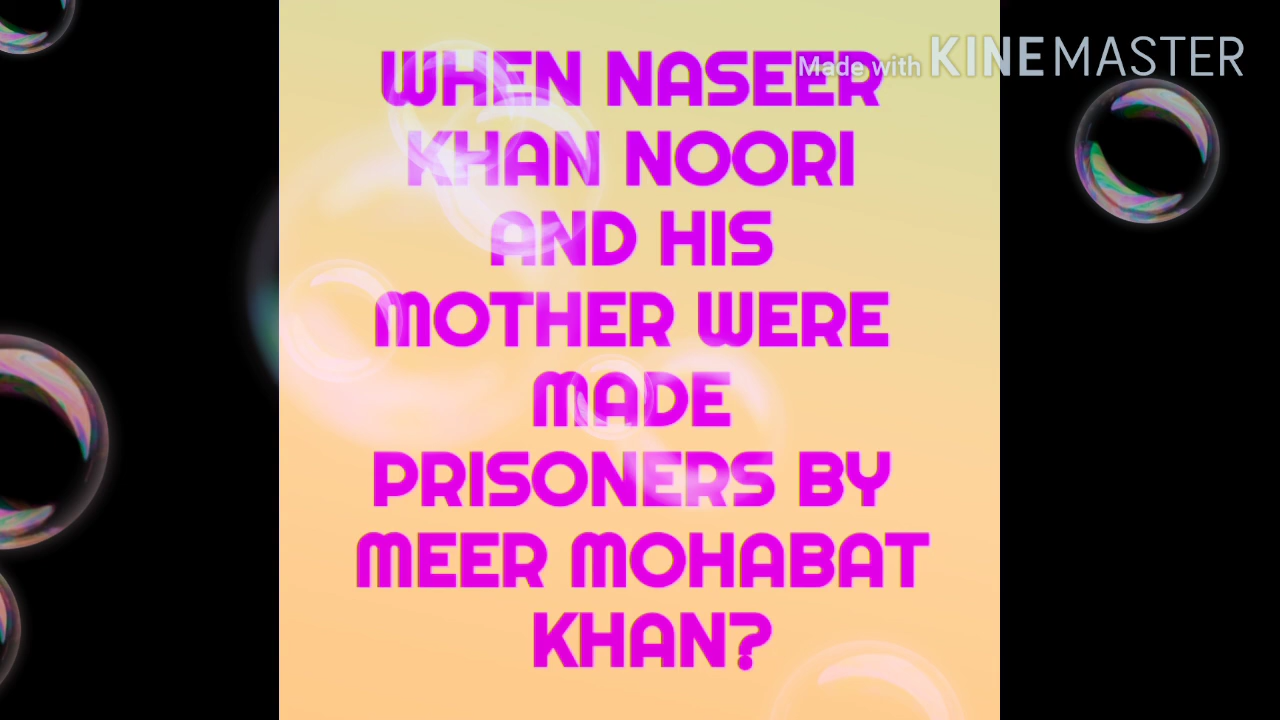 Made with KINEMASTER
WHEN NASEER
KHAN NOORI
AND HIS
MOTHER WERE
MADE
PRISONERS BY
MEER MOHABAT
KHAN?